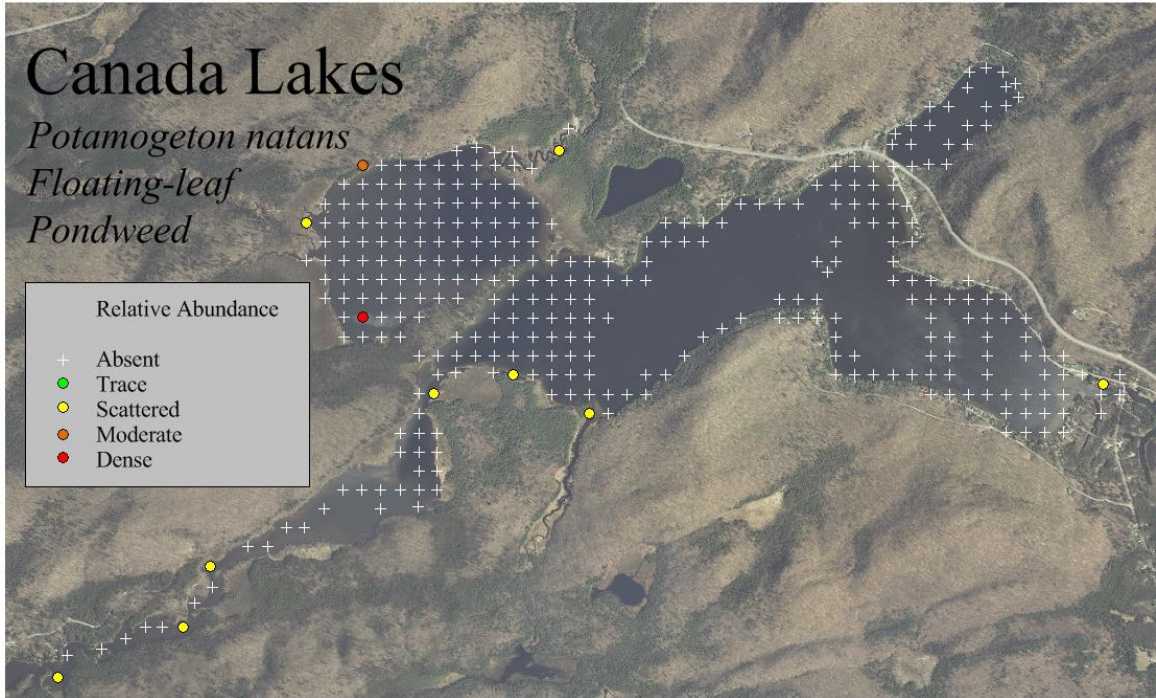 Canada Lakes
Potamogeton natans
Floating-leaf
Pondweed
Relative Abundance
Absent
Trace
Scattered
Moderate
Dense